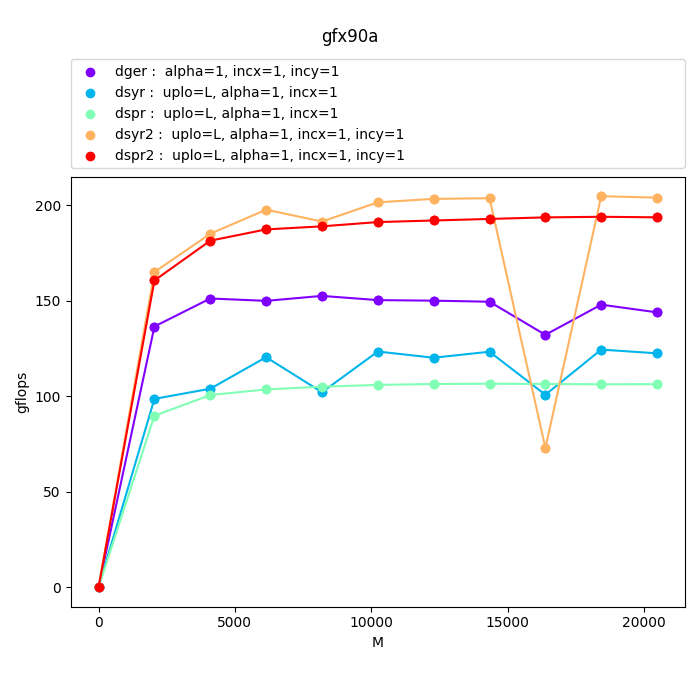 gfx90a
dger :  alpha=1, incx=1, incy=1
dsyr :  uplo=L, alpha=1, incx=1
dspr :  uplo=L, alpha=1, incx=1
dsyr2 :  uplo=L, alpha=1, incx=1, incy=1
dspr2 :  uplo=L, alpha=1, incx=1, incy=1
200
150
100
50
0
gflops
0 5000 10000 15000 20000
M